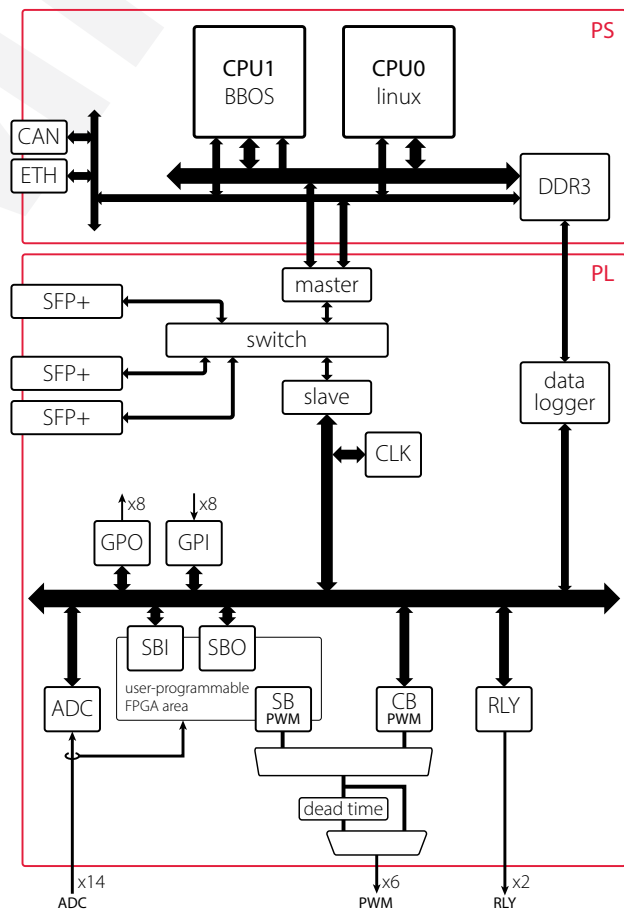 PS
CPU1
BBOS
CPU0
linux
CAN
ETH
DDR3
PL
master
SFP+
switch
SFP+
slave
data
logger
SFP+
CLK
x8
x8
GPO
GPI
SBI
SBO
user-programmable
FPGA area
ADC
SB
PWM
CB
PWM
RLY
dead time
x14
x6
x2
ADC
PWM
RLY